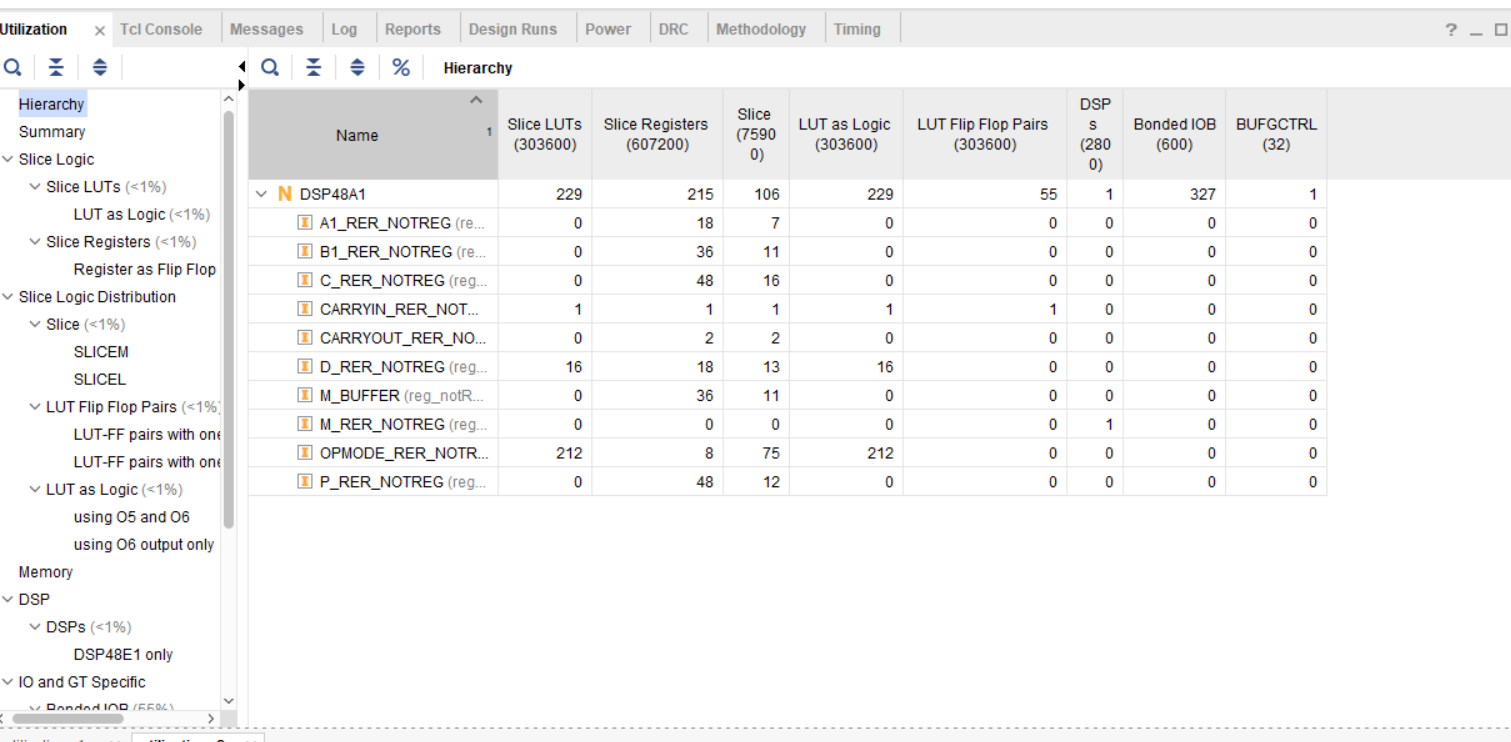 Utilization × Tcl Console Messages Log Reports Design Runs Power DRC Methodology Timing ? _
% Hierarchy
Hierarchy
Summary
Slice Logic
Slice LUTs (<1%)
LUT as Logic (<1%)
Slice Registers (<1%)
Register as Flip Flop
Slice Logic Distribution
Slice (<1%)
SLICEM
SLICEL
LUT Flip Flop Pairs (<1%)
LUT-FF pairs with one
LUT-FF pairs with one
LUT as Logic (<1%)
using O5 and O6
using O6 output only
Memory
DSP
DSPs (<1%)
DSP48E1 only
IO and GT Specific
Bonded IOB (55%)
Name 1
Slice LUTs
(303600)
Slice Registers
(607200)
Slice
(7590
0)
LUT as Logic
(303600)
LUT Flip Flop Pairs
(303600)
DSP
s
(280
0)
Bonded IOB
(600)
BUFGCTRL
(32)
N DSP48A1 229 215 106 229 55 1 327 1
I A1_RER_NOTREG (re... 0 18 7 0 0 0 0 0
I B1_RER_NOTREG (re... 0 36 11 0 0 0 0 0
I C_RER_NOTREG (reg... 0 48 16 0 0 0 0 0
I CARRYIN_RER_NOT... 1 1 1 1 1 0 0 0
I CARRYOUT_RER_NO... 0 2 2 0 0 0 0 0
I D_RER_NOTREG (reg... 16 18 13 16 0 0 0 0
I M_BUFFER (reg_notR... 0 36 11 0 0 0 0 0
I M_RER_NOTREG (reg... 0 0 0 0 0 1 0 0
I OPMODE_RER_NOTR... 212 8 75 212 0 0 0 0
I P_RER_NOTREG (reg... 0 48 12 0 0 0 0 0